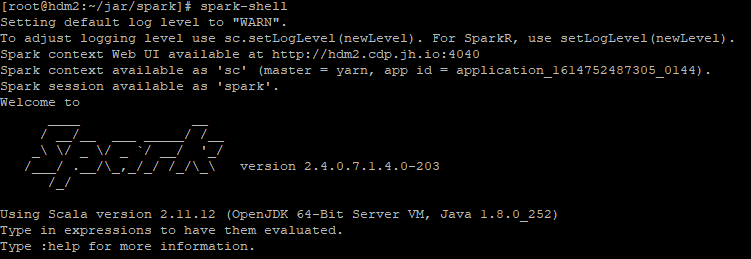 [root@hdm2:~/jar/spark]# spark-shell
Setting default log level to "WARN".
To adjust logging level use sc.setLogLevel(newLevel). For SparkR, use setLogLevel(newLevel).
Spark context Web UI available at http://hdm2.cdp.jh.io:4040
Spark context available as 'sc' (master = yarn, app id = application_1614752487305_0144).
Spark session available as 'spark'.
Welcome to
      ____              __
     / __/__  ___ _____/ /__
    _\ \/ _ \/ _ `/ __/  '_/
   /___/ .__/\_,_/_/ /_/\_\   version 2.4.0.7.1.4.0-203
      /_/
Using Scala version 2.11.12 (OpenJDK 64-Bit Server VM, Java 1.8.0_252)
Type in expressions to have them evaluated.
Type :help for more information.